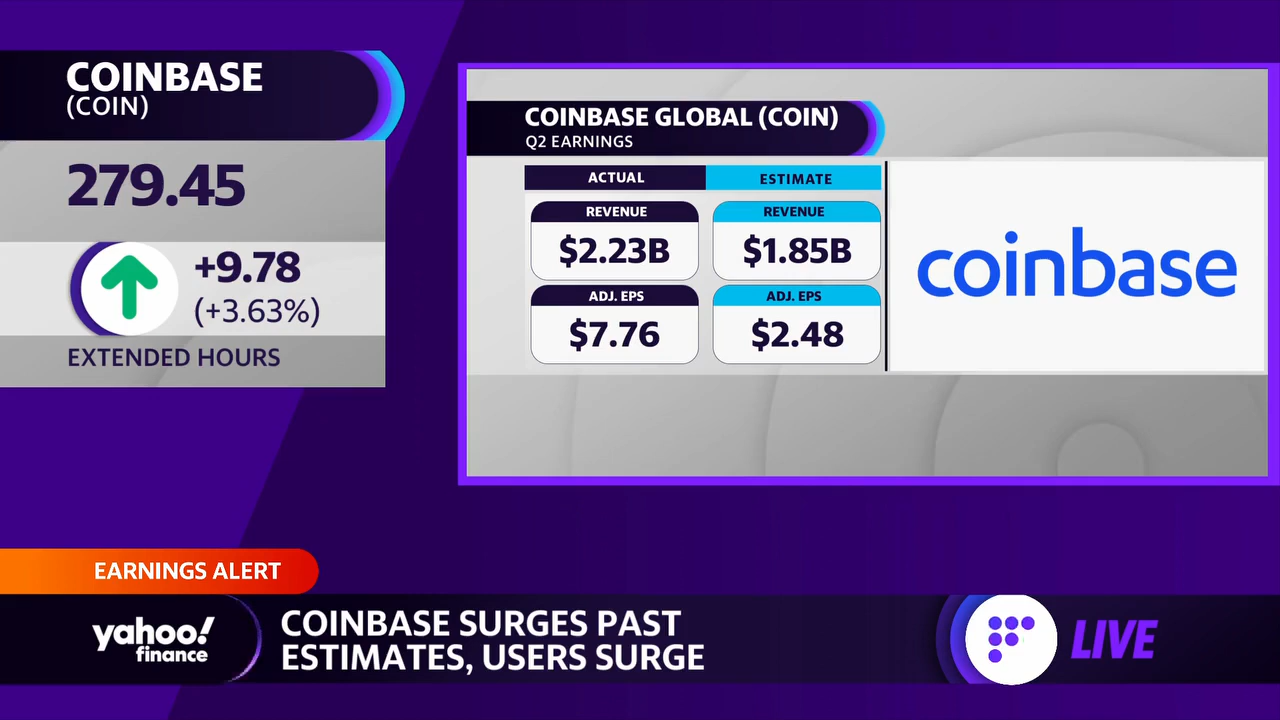 COINBASE
(COIN)
279.45
+9.78
(+3.63%)
EXTENDED HOURS
COINBASE GLOBAL (COIN)
Q2 EARNINGS
ACTUAL ESTIMATE
REVENUE REVENUE
$2.23B $1.85B
ADJ. EPS ADJ. EPS
$7.76 $2.48
coinbase
EARNINGS ALERT
yahoo!
finance
COINBASE SURGES PAST
ESTIMATES, USERS SURGE
LIVE